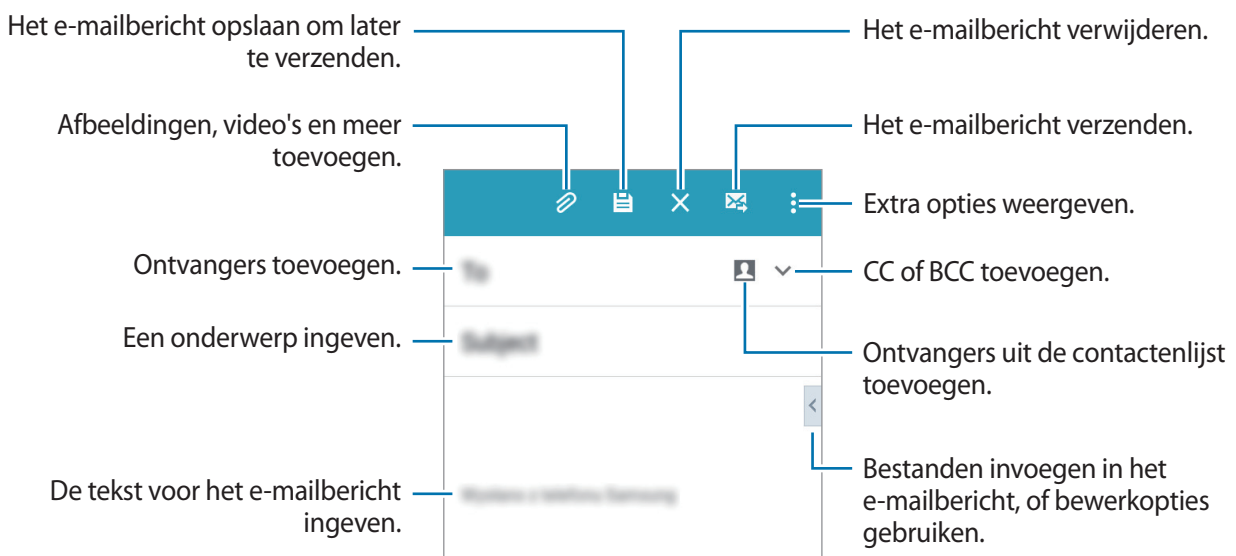 Het e-mailbericht opslaan om later
te verzenden.
Afbeeldingen, video's en meer
toevoegen.
Ontvangers toevoegen.
Een onderwerp ingeven.
De tekst voor het e-mailbericht
ingeven.
Het e-mailbericht verwijderen.
Het e-mailbericht verzenden.
Extra opties weergeven.
CC of BCC toevoegen.
Ontvangers uit de contactenlijst
toevoegen.
Bestanden invoegen in het
e-mailbericht, of bewerkopties
gebruiken.
To
Subject